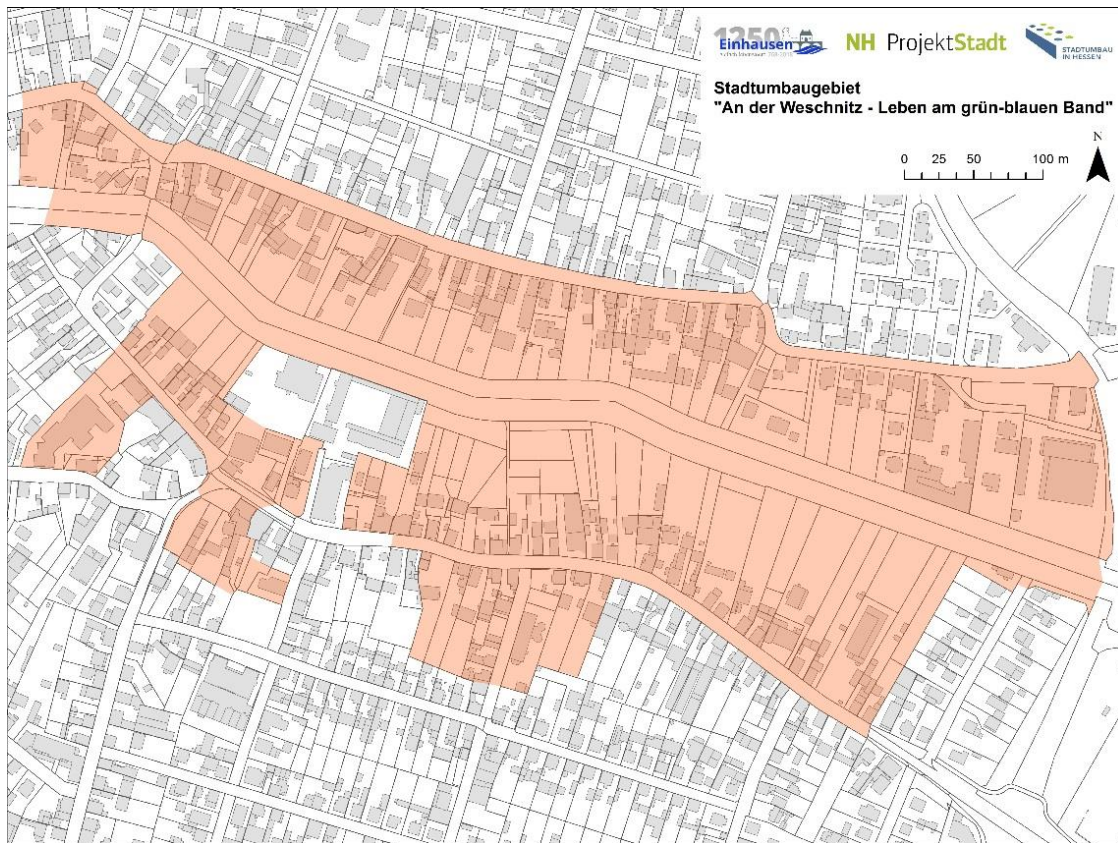 1250
Einhausen
NH ProjektStadt
STADTUMBAU
IN HESSEN
Stadtumbaugebiet
"An der Weschnitz - Leben am grün-blauen Band"
N
0 25 50 100 m